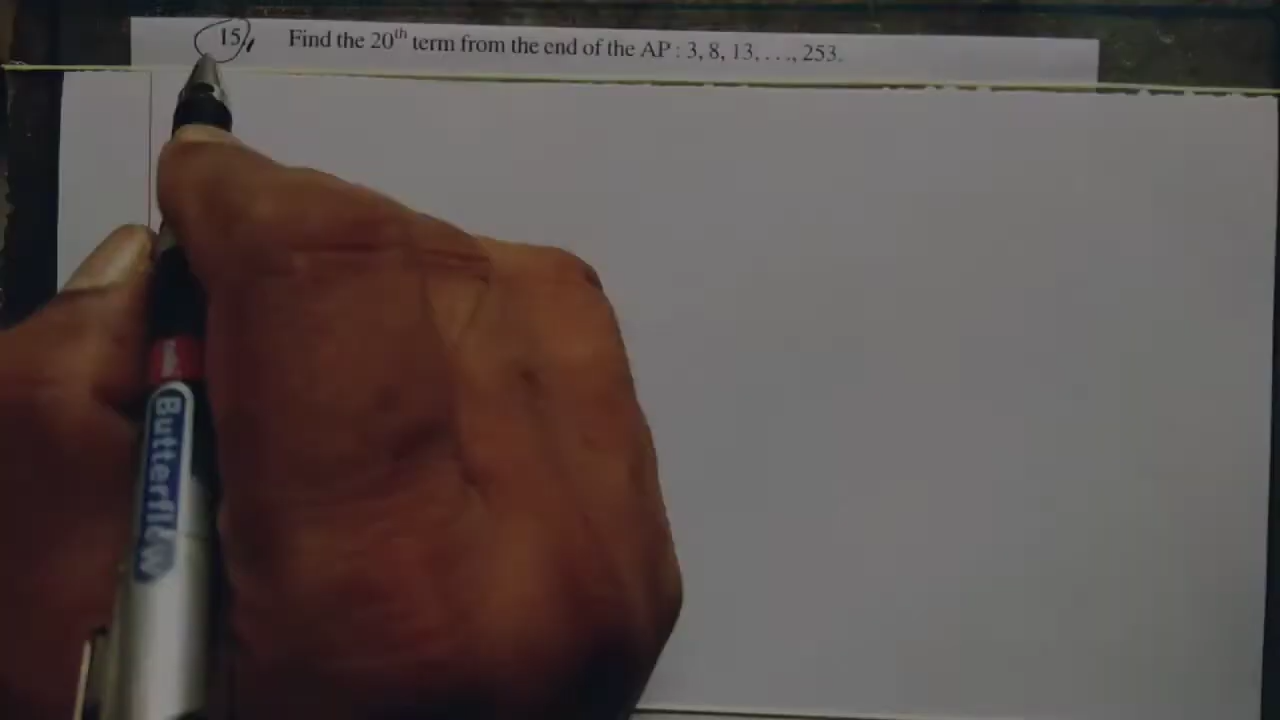 15, Find the 20th term from the end of the AP : 3, 8, 13, . . ., 253.
Butterflow